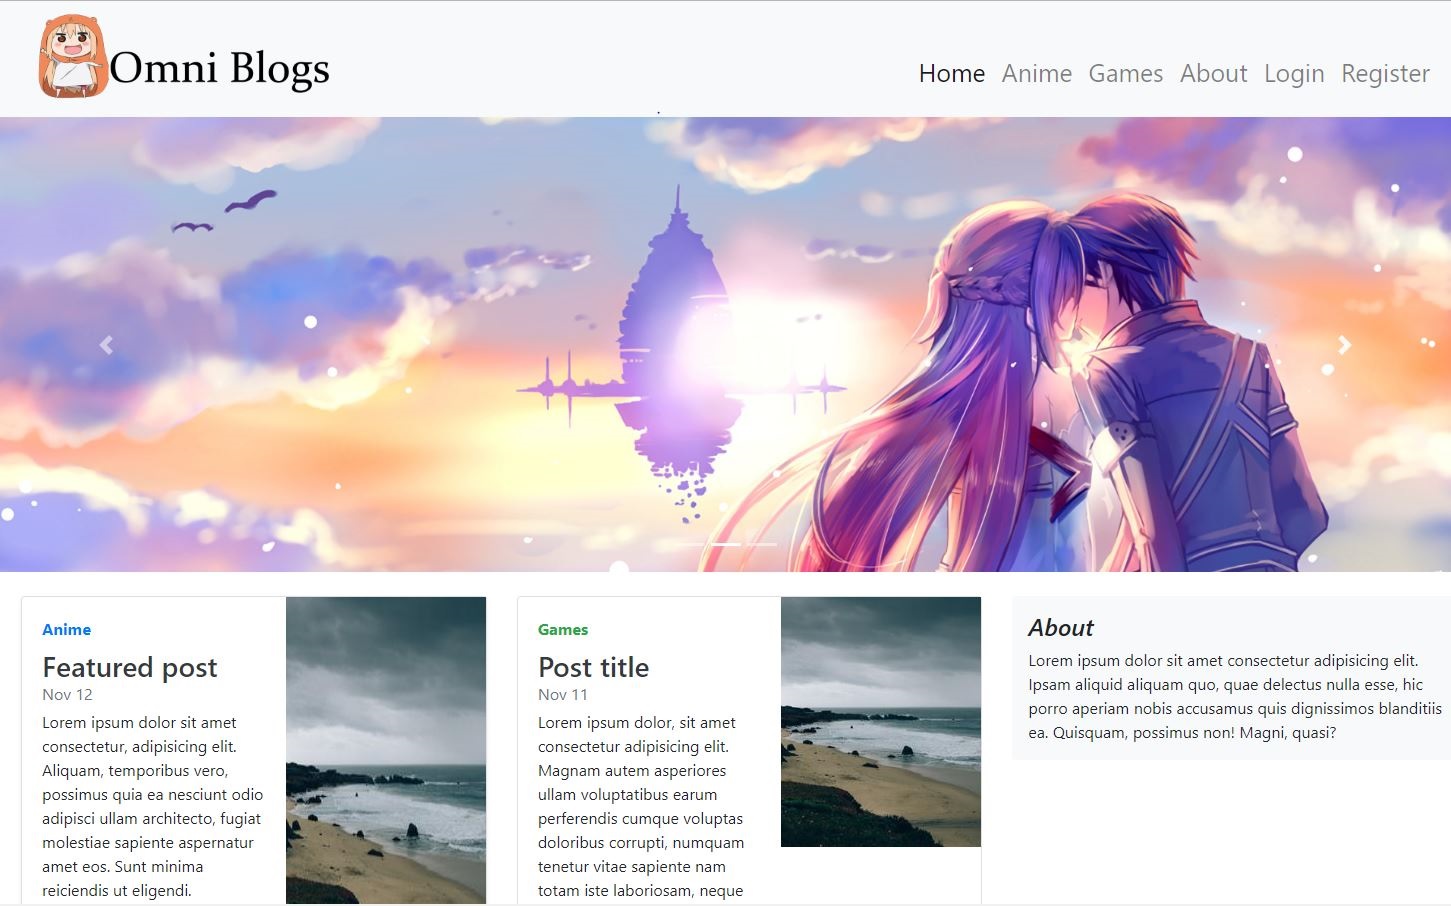 Omni Blogs
Home Anime Games About Login Register
Anime
Featured post
Nov 12
Lorem ipsum dolor sit amet
consectetur, adipisicing elit.
Aliquam, temporibus vero,
possimus quia ea nesciunt odio
adipisci ullam architecto, fugiat
molestiae sapiente aspernatur
amet eos. Sunt minima
reiciendis ut eligendi.
Games
Post title
Nov 11
Lorem ipsum dolor, sit amet
consectetur adipisicing elit.
Magnam autem asperiores
ullam voluptatibus earum
perferendis cumque voluptas
doloribus corrupti, numquam
tenetur vitae sapiente nam
totam iste laboriosam, neque
About
Lorem ipsum dolor sit amet consectetur adipisicing elit.
Ipsam aliquid aliquam quo, quae delectus nulla esse, hic
porro aperiam nobis accusamus quis dignissimos blanditiis
ea. Quisquam, possimus non! Magni, quasi?